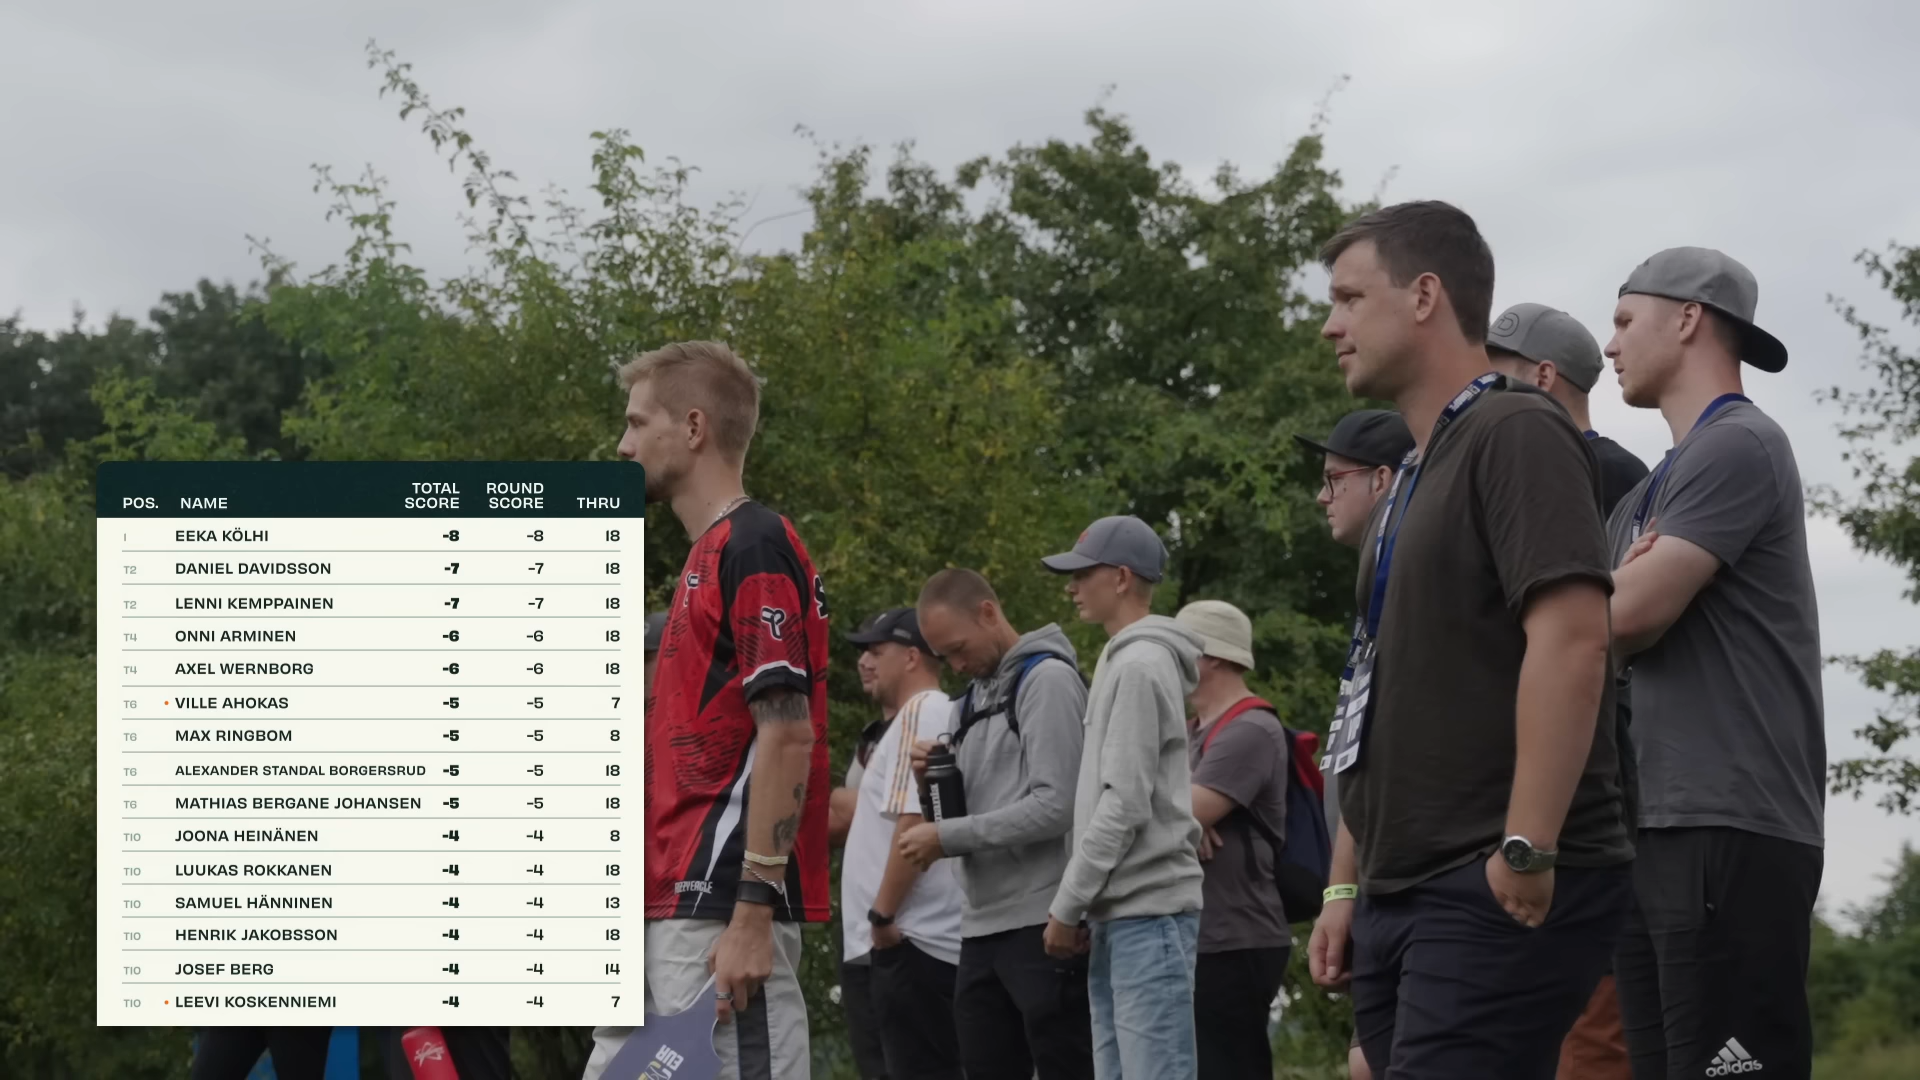 POS. NAME TOTAL SCORE ROUND SCORE THRU
1 EEKA KÖLHI -8 -8 18
T2 DANIEL DAVIDSSON -7 -7 18
T2 LENNI KEMPPAINEN -7 -7 18
T4 ONNI ARMINEN -6 -6 18
T4 AXEL WERNBORG -6 -6 18
T6 • VILLE AHOKAS -5 -5 7
T6 MAX RINGBOM -5 -5 8
T6 ALEXANDER STANDAL BORGERSRUD -5 -5 18
T6 MATHIAS BERGANE JOHANSEN -5 -5 18
T10 JOONA HEINÄNEN -4 -4 8
T10 LUUKAS ROKKANEN -4 -4 18
T10 SAMUEL HÄNNINEN -4 -4 13
T10 HENRIK JAKOBSSON -4 -4 18
T10 JOSEF BERG -4 -4 14
T10 • LEEVI KOSKENNIEMI -4 -4 7
adidas